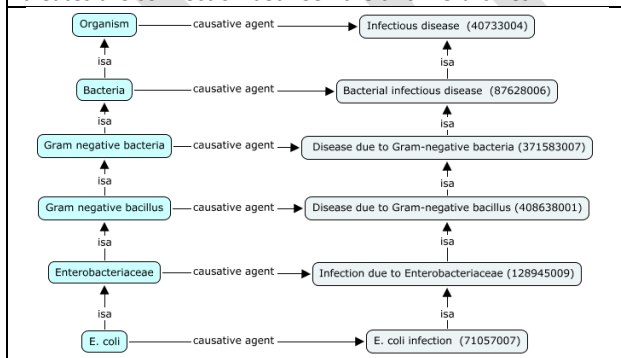 Organism causative agent Infectious disease (40733004)
isa isa
Bacteria causative agent Bacterial infectious disease (87628006)
isa isa
Gram negative bacteria causative agent Disease due to Gram-negative bacteria (371583007)
isa isa
Gram negative bacillus causative agent Disease due to Gram-negative bacillus (408638001)
isa isa
Enterobacteriaceae causative agent Infection due to Enterobacteriaceae (128945009)
isa isa
E. coli causative agent E. coli infection (71057007)